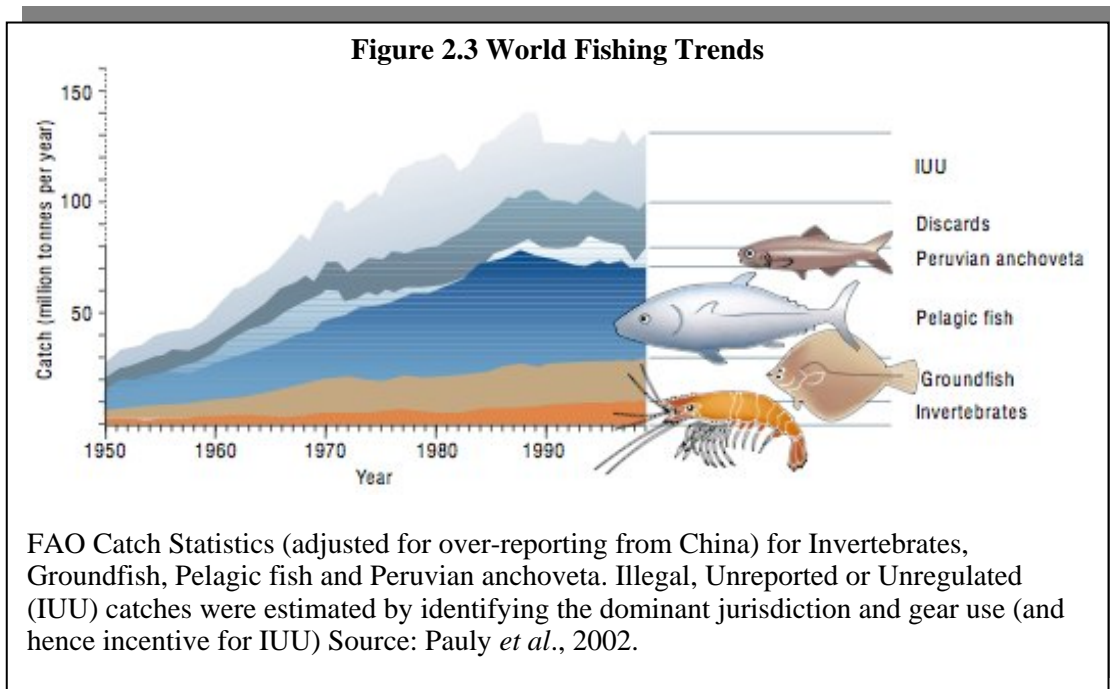 Figure 2.3 World Fishing Trends
150
100
50
Catch (million tonnes per year)
1950
1960
1970
1980
1990
Year
IUU
Discards
Peruvian anchoveta
Pelagic fish
Groundfish
Invertebrates
FAO Catch Statistics (adjusted for over-reporting from China) for Invertebrates,
Groundfish, Pelagic fish and Peruvian anchoveta. Illegal, Unreported or Unregulated
(IUU) catches were estimated by identifying the dominant jurisdiction and gear use (and
hence incentive for IUU) Source: Pauly et al., 2002.